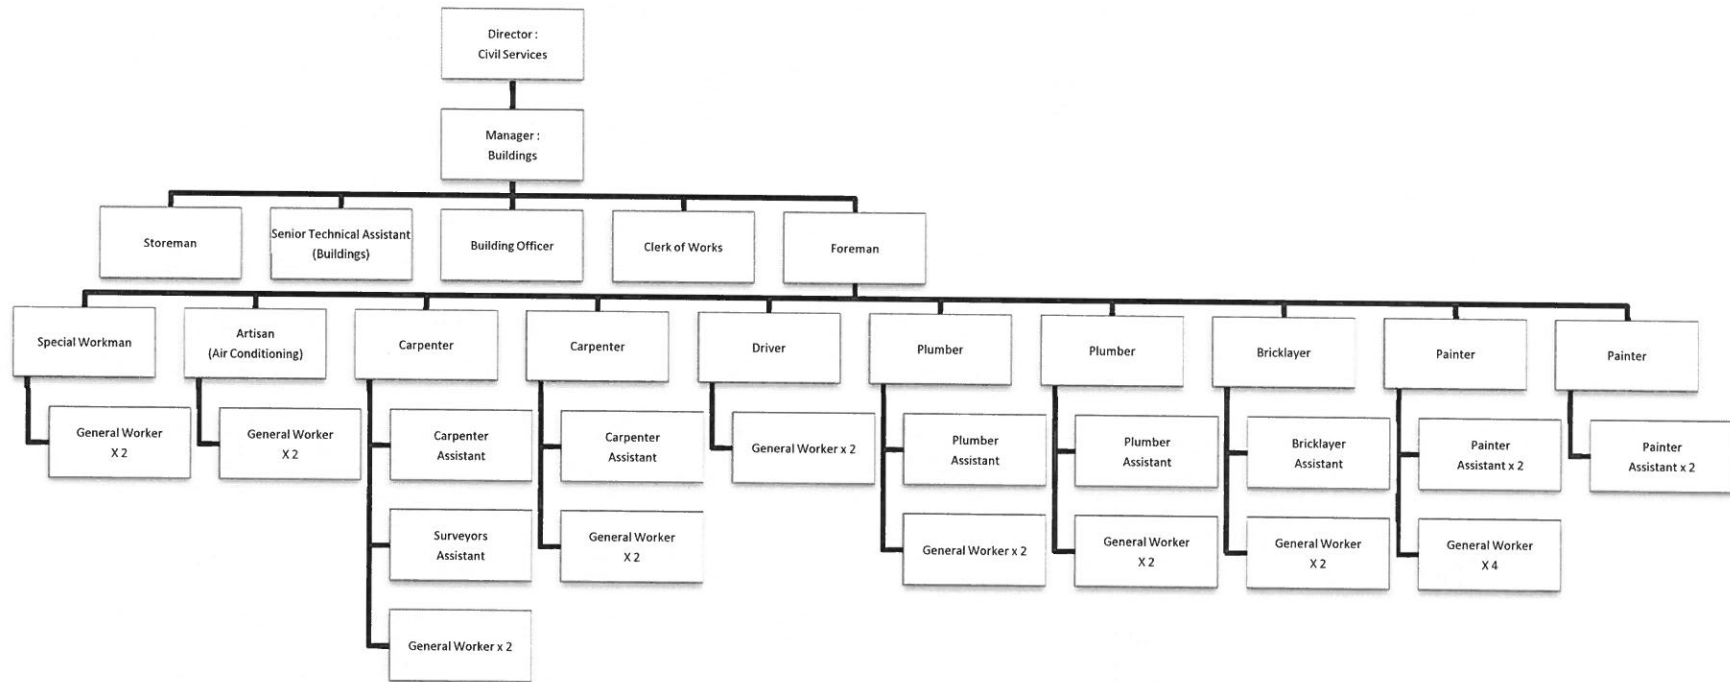 Director :
Civil Services
Manager :
Buildings
Storeman
Senior Technical Assistant
(Buildings)
Building Officer
Clerk of Works
Foreman
Special Workman
Artisan
(Air Conditioning)
Carpenter
Carpenter
Driver
Plumber
Plumber
Bricklayer
Painter
Painter
General Worker
X 2
General Worker
X 2
Carpenter
Assistant
Surveyors
Assistant
General Worker x 2
Carpenter
Assistant
General Worker
X 2
General Worker x 2
Plumber
Assistant
General Worker x 2
Plumber
Assistant
General Worker
X 2
Bricklayer
Assistant
General Worker
X 2
Painter
Assistant x 2
General Worker
X 4
Painter
Assistant x 2